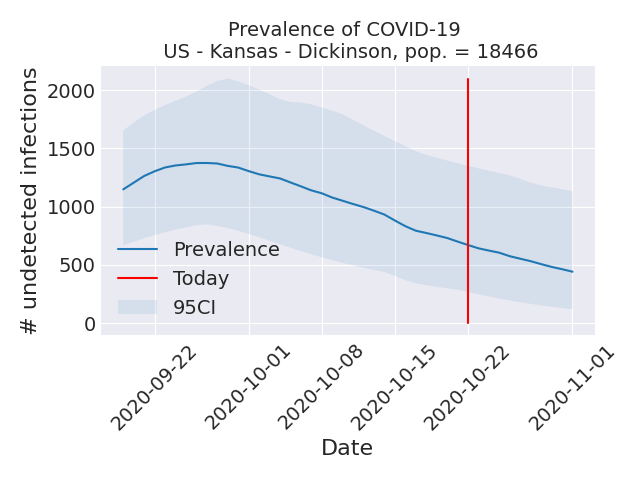 Prevalence of COVID-19
US - Kansas - Dickinson, pop. = 18466
# undetected infections
2000
1500
1000
500
0
Prevalence
Today
95CI
2020-09-22
2020-10-01
2020-10-08
2020-10-15
2020-10-22
2020-11-01
Date